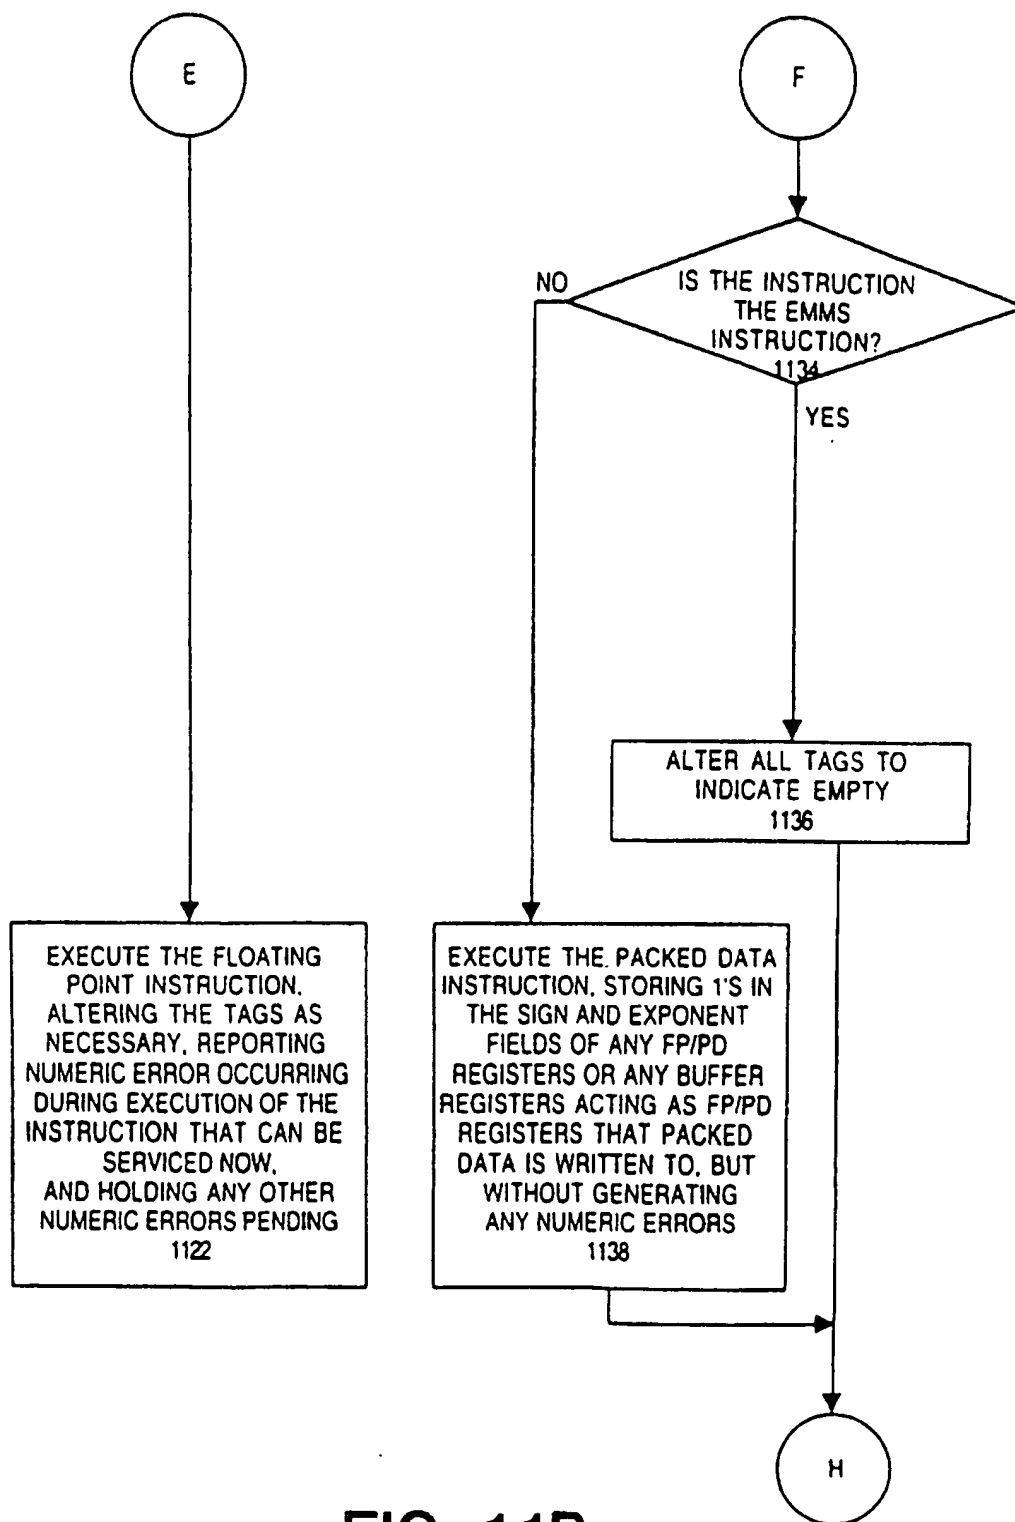 E
F
NO
IS THE INSTRUCTION
THE EMMS
INSTRUCTION?
1134
YES
ALTER ALL TAGS TO
INDICATE EMPTY
1136
EXECUTE THE FLOATING
POINT INSTRUCTION,
ALTERING THE TAGS AS
NECESSARY, REPORTING
NUMERIC ERROR OCCURRING
DURING EXECUTION OF THE
INSTRUCTION THAT CAN BE
SERVICED NOW,
AND HOLDING ANY OTHER
NUMERIC ERRORS PENDING
1122
EXECUTE THE. PACKED DATA
INSTRUCTION, STORING 1'S IN
THE SIGN AND EXPONENT
FIELDS OF ANY FP/PD
REGISTERS OR ANY BUFFER
REGISTERS ACTING AS FP/PD
REGISTERS THAT PACKED
DATA IS WRITTEN TO, BUT
WITHOUT GENERATING
ANY NUMERIC ERRORS
1138
H